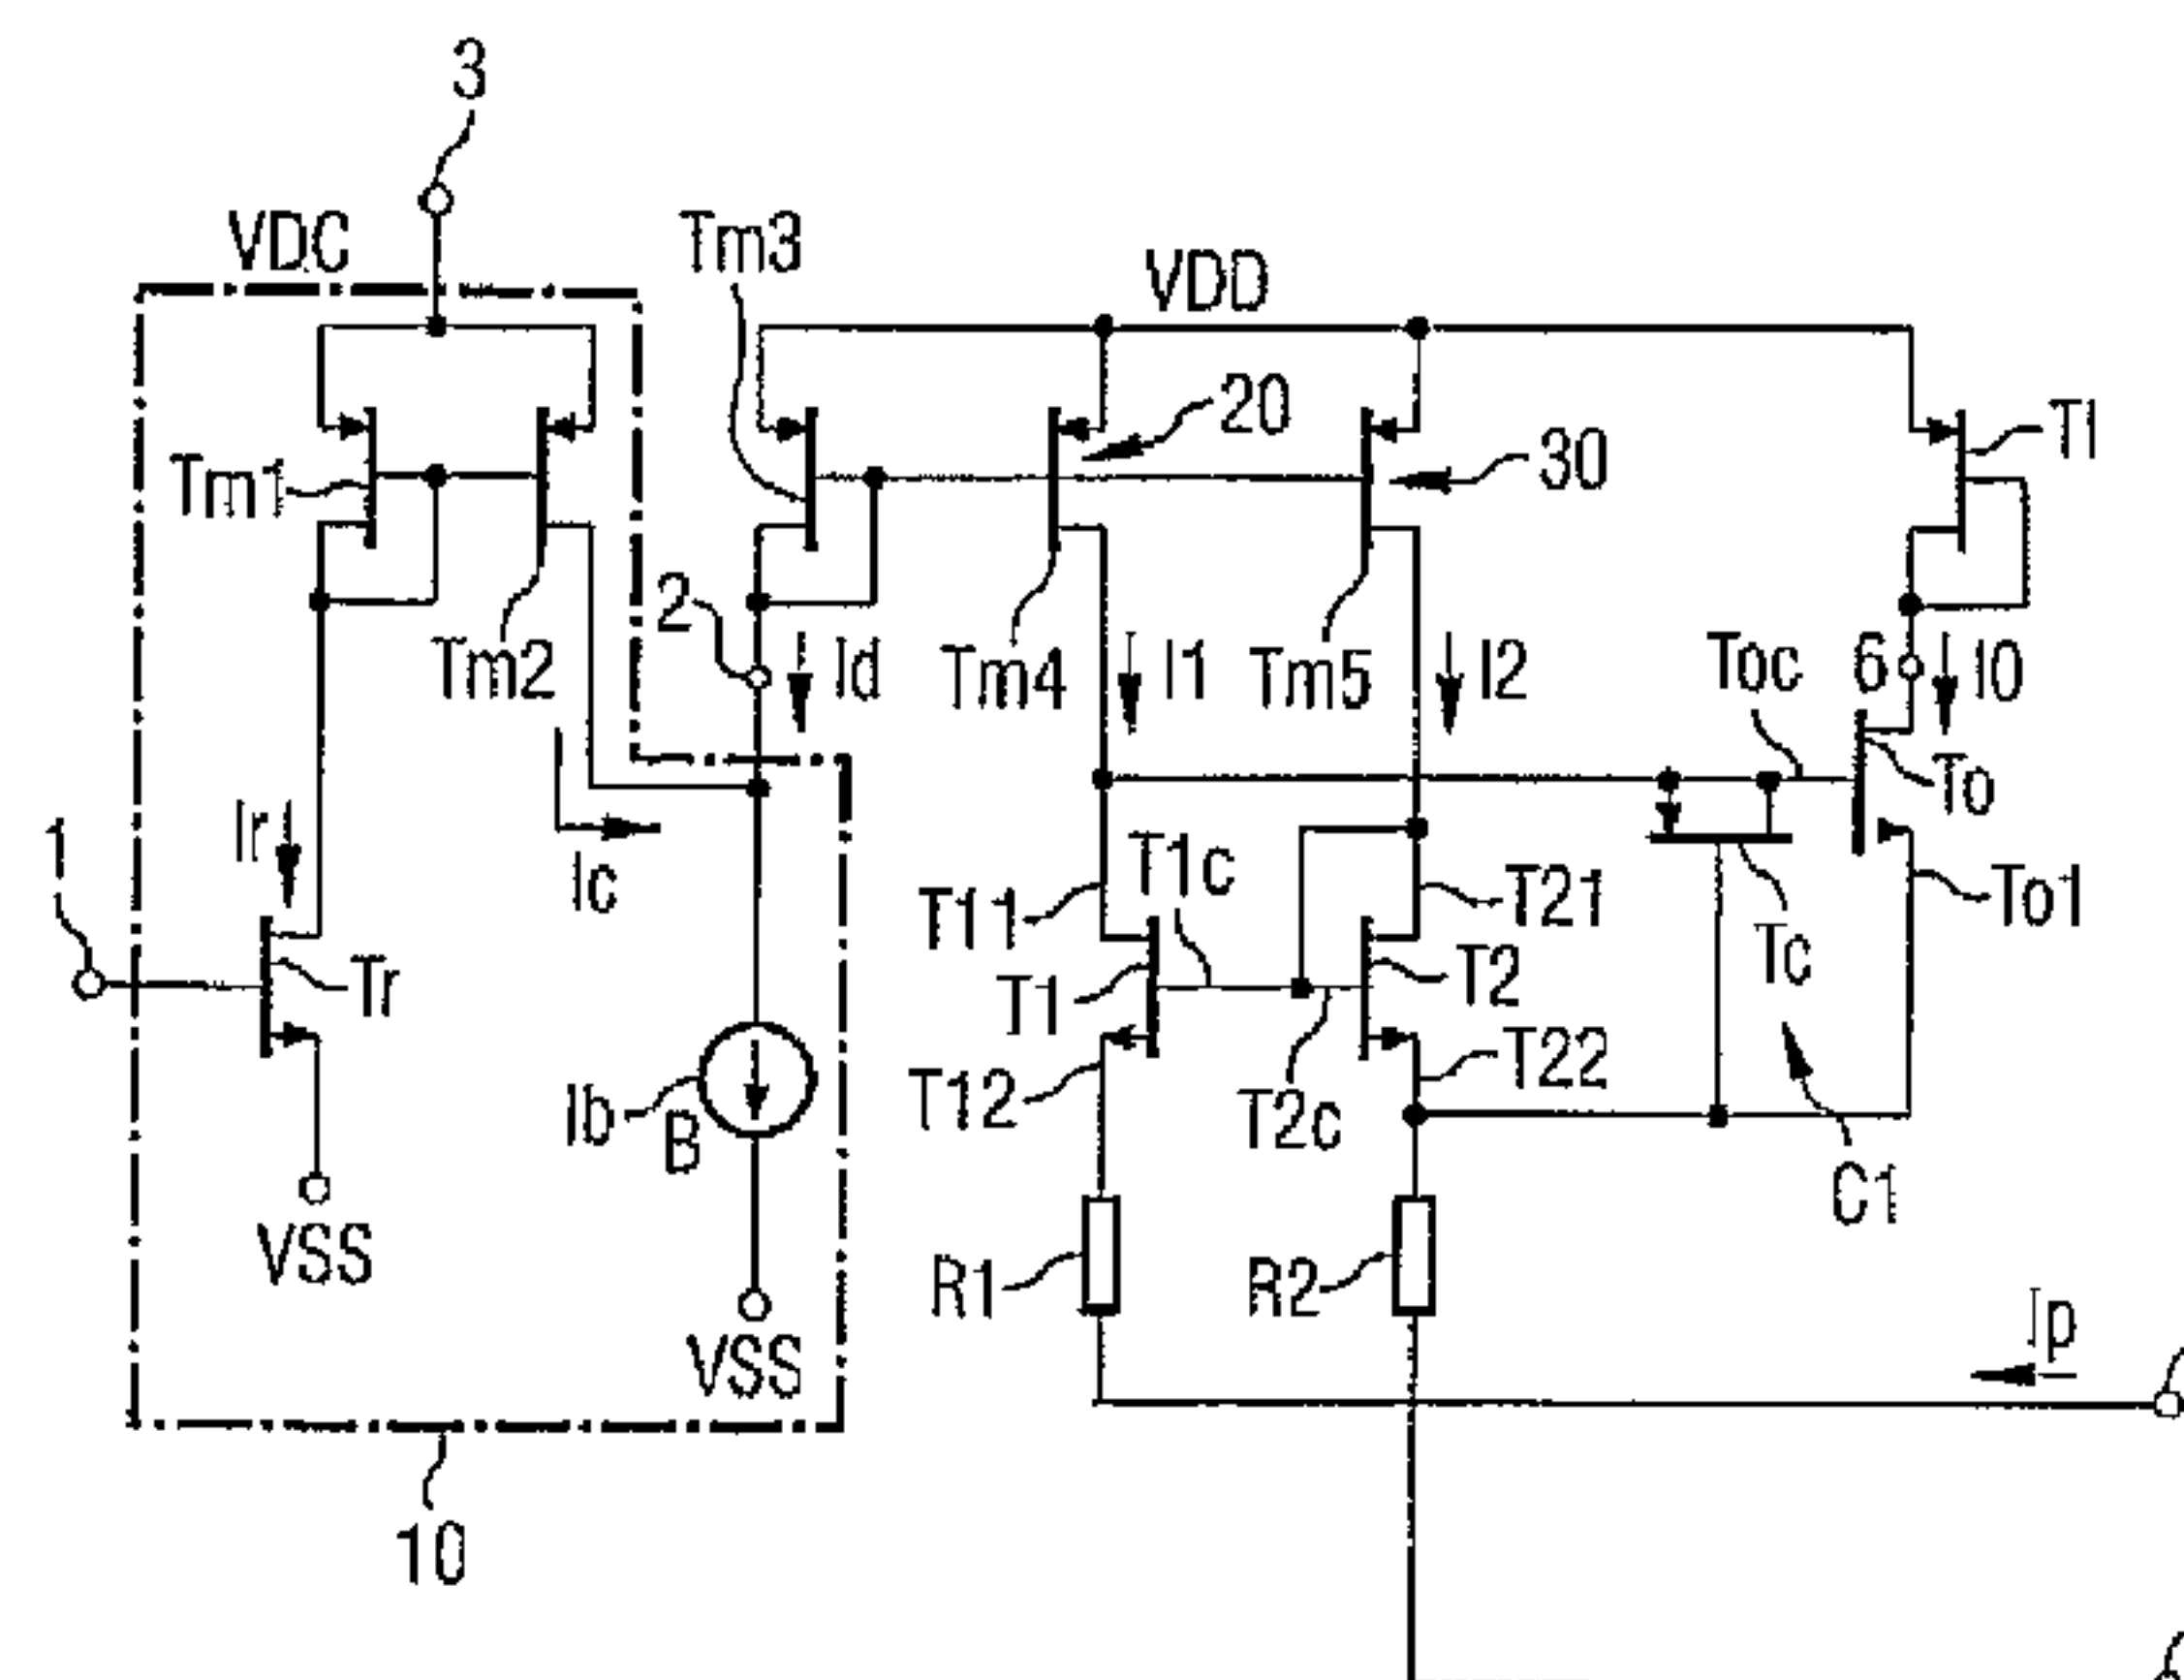 3
VDC
Tm3
VDD
20
T1
30
Tm1
2
Tm2
Id
Tm4
I1
Tm5
I2
Toc
6
I0
To
1
Ir
Ic
T1c
T11
T21
To1
Tr
T1
T2
Tc
T12
T22
Ib
B
T2c
C1
VSS
R1
R2
Ip
VSS
10